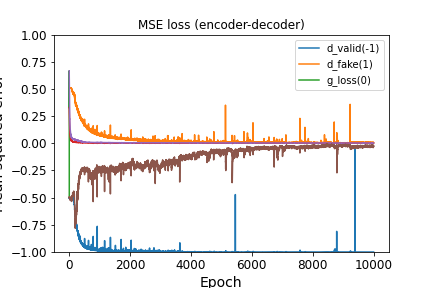 MSE loss (encoder-decoder)
1.00
0.75
0.50
0.25
0.00
−0.25
−0.50
−0.75
−1.00
d_valid(-1)
d_fake(1)
g_loss(0)
0 2000 4000 6000 8000 10000
Epoch